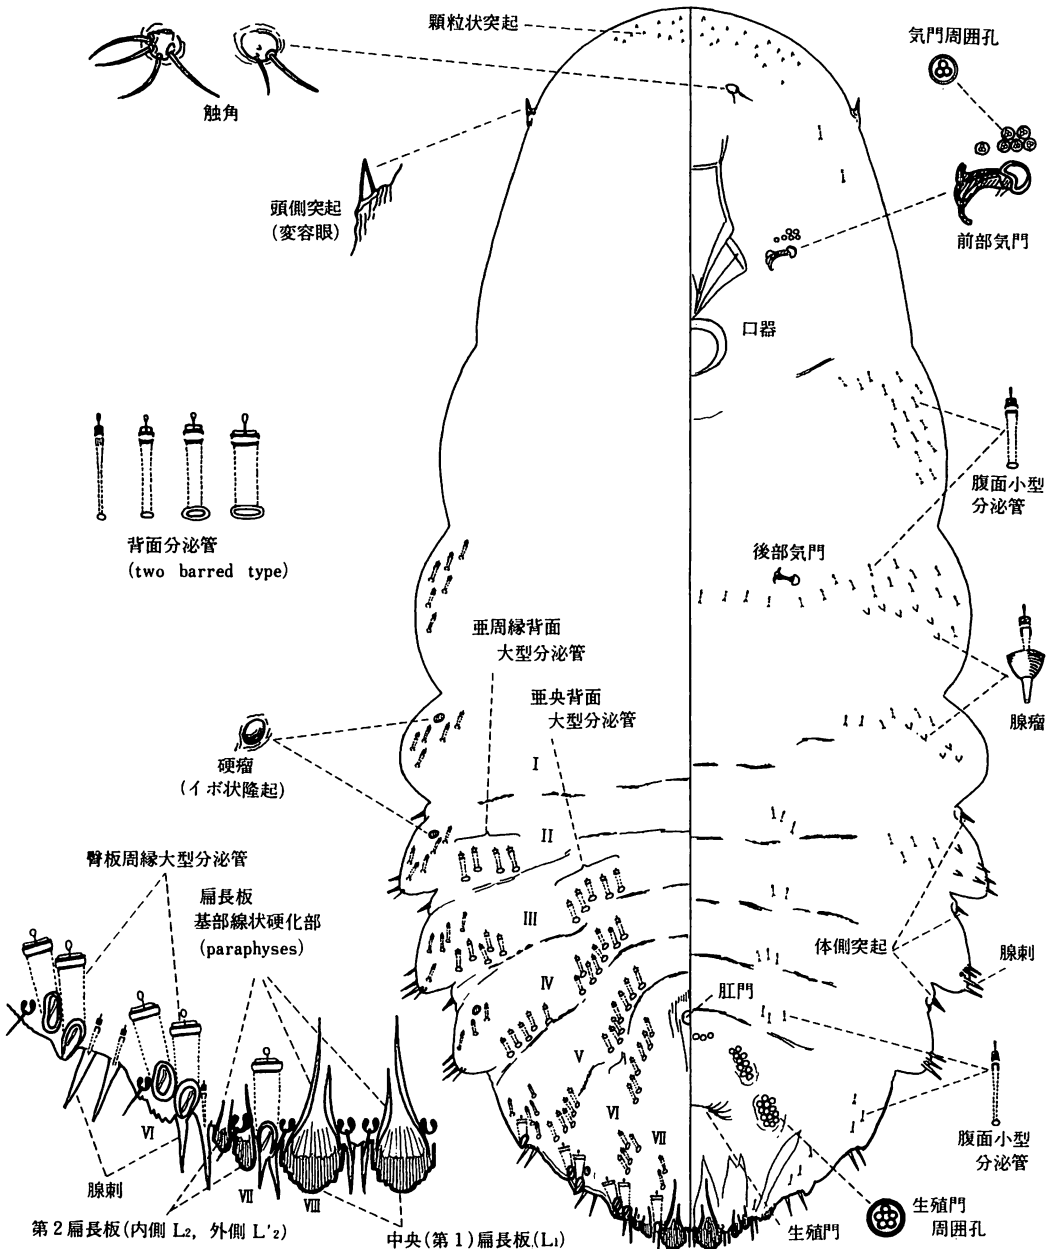 顆粒状突起
気門周囲孔
触角
頭側突起
(変容眼)
前部気門
口器
腹面小型
分泌管
背面分泌管
(two barred type)
後部気門
亜周縁背面
大型分泌管
亜央背面
大型分泌管
腺瘤
硬瘤
(イボ状隆起)
I
II
III
IV
V
VI
VII
臀板周縁大型分泌管
扁長板
基部線状硬化部
(paraphyses)
体側突起
腺刺
肛門
腹面小型
分泌管
VI
VII
VIII
腺刺
第2扁長板(内側 L₂, 外側 L'₂)
中央(第1)扁長板(L₁)
生殖門
生殖門
周囲孔